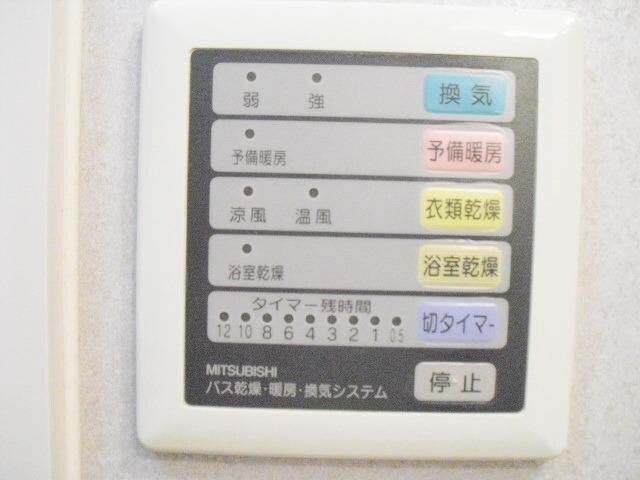 弱 強 換気
予備暖房 予備暖房
涼風 温風 衣類乾燥
浴室乾燥 浴室乾燥
タイマー残時間
12 10 8 6 4 3 2 1 0.5 切タイマー
MITSUBISHI 停止
バス乾燥・暖房・換気システム